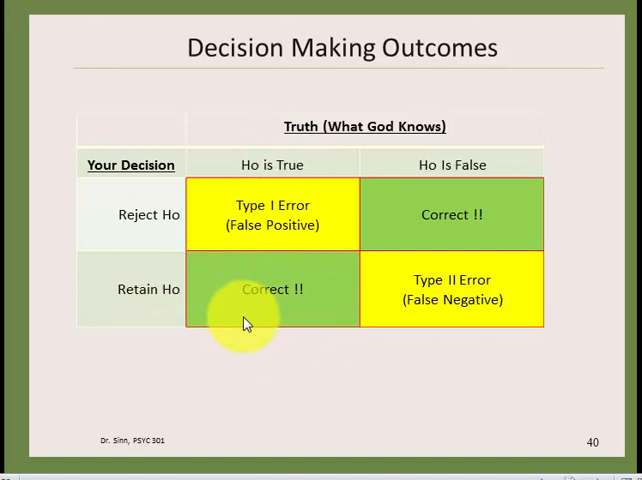 Decision Making Outcomes
Truth (What God Knows)
Your Decision Ho is True Ho Is False
Reject Ho
Type I Error
(False Positive)
Correct !!
Retain Ho
Correct !!
Type II Error
(False Negative)
Dr. Sinn, PSYC 301
40